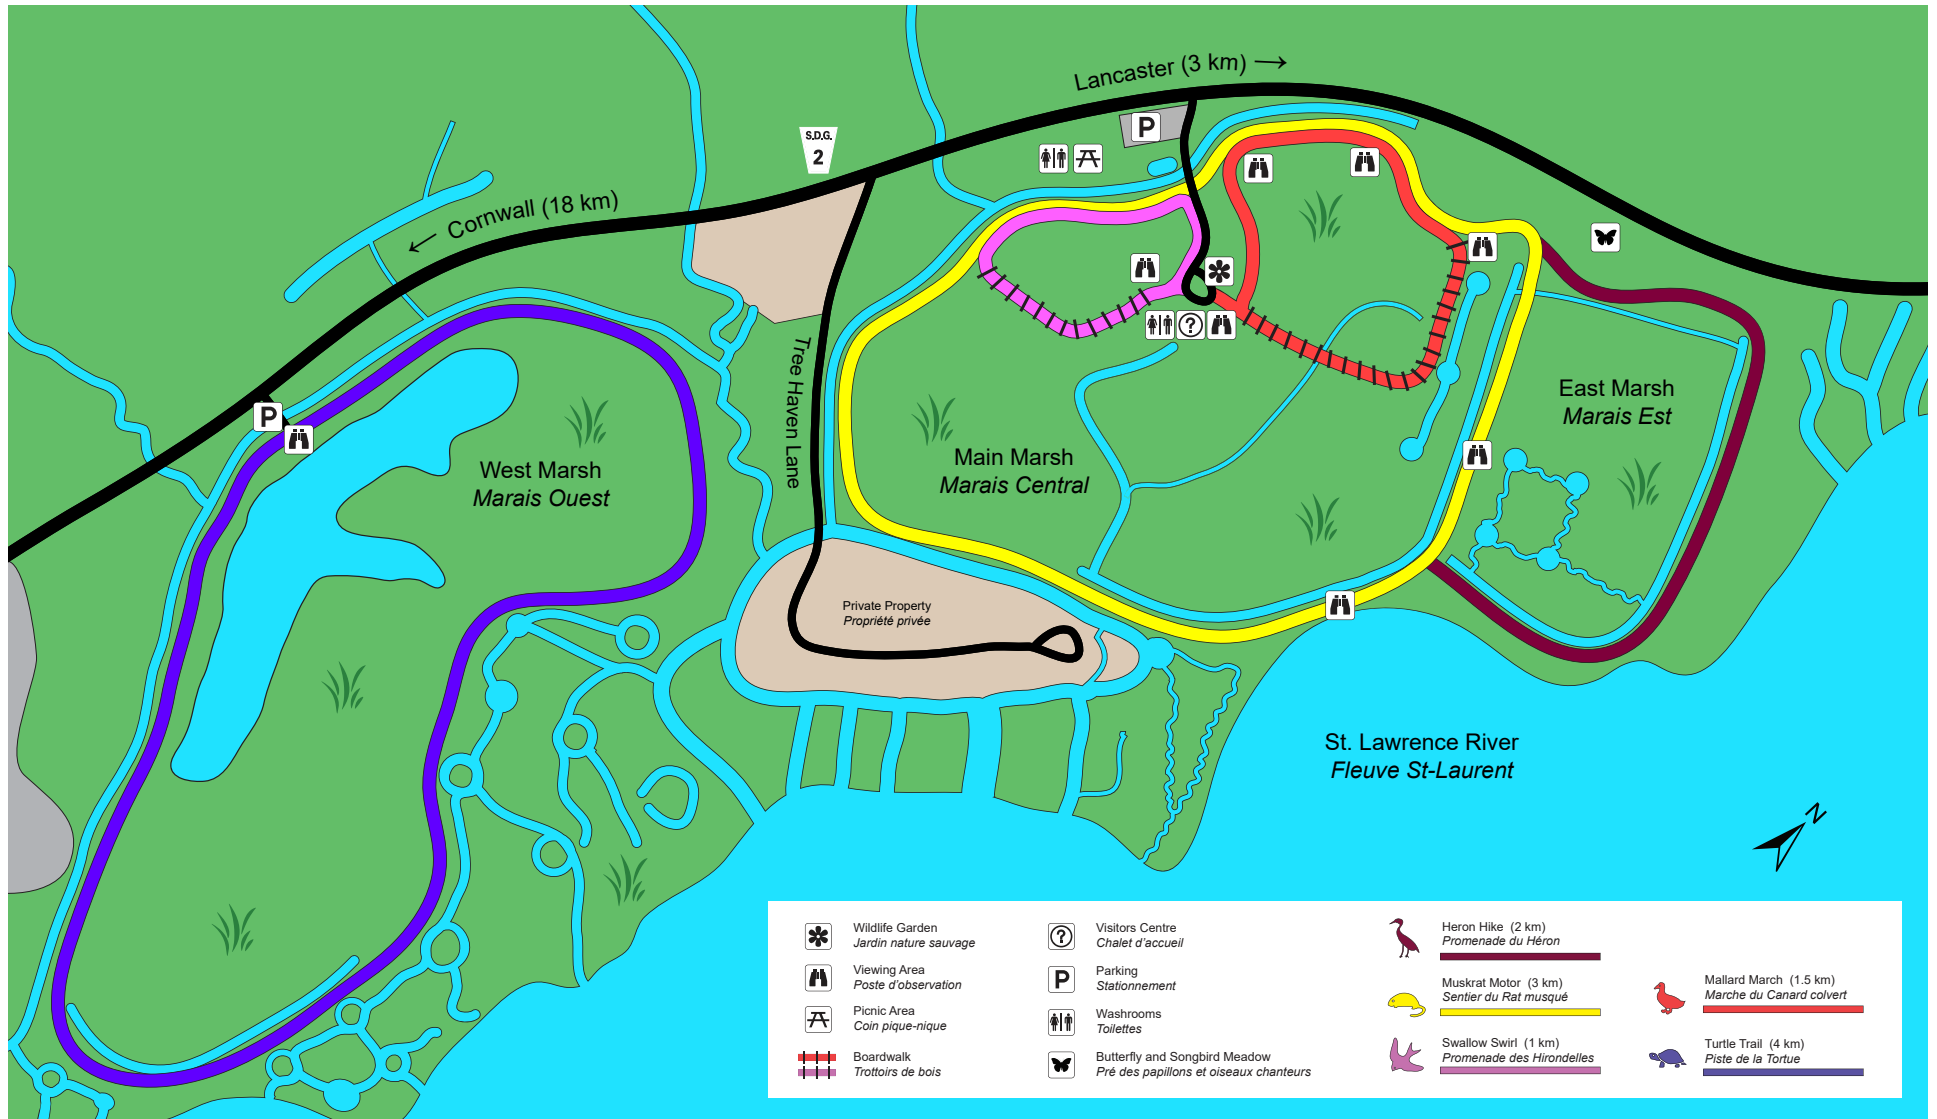 Lancaster (3 km) →
P
S.D.G.
2
← Cornwall (18 km)
Tree Haven Lane
P
?
West Marsh
Marais Ouest
Main Marsh
Marais Central
East Marsh
Marais Est
Private Property
Propriété privée
St. Lawrence River
Fleuve St-Laurent
N
Wildlife Garden
Jardin nature sauvage
Viewing Area
Poste d'observation
Picnic Area
Coin pique-nique
Boardwalk
Trottoirs de bois
?
Visitors Centre
Chalet d'accueil
P
Parking
Stationnement
Washrooms
Toilettes
Butterfly and Songbird Meadow
Pré des papillons et oiseaux chanteurs
Heron Hike (2 km)
Promenade du Héron
Muskrat Motor (3 km)
Sentier du Rat musqué
Swallow Swirl (1 km)
Promenade des Hirondelles
Mallard March (1.5 km)
Marche du Canard colvert
Turtle Trail (4 km)
Piste de la Tortue